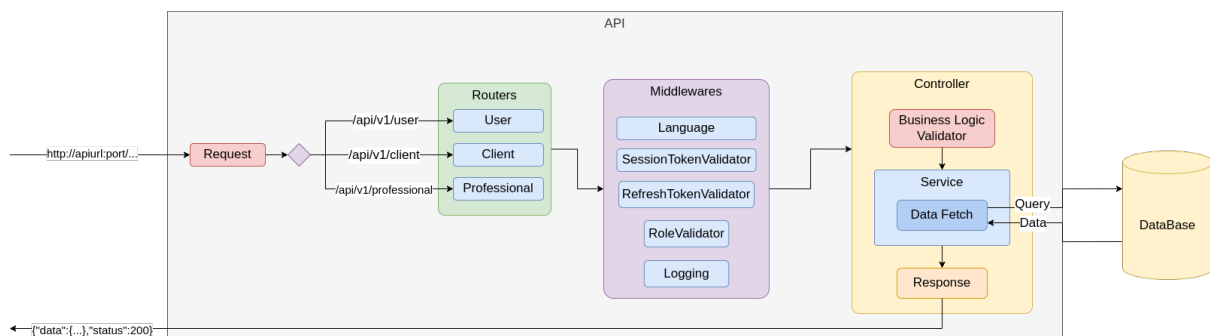 API
Controller
Middlewares
Routers
Business Logic
Validator
/api/v1/user
User
Language
http://apiurl:port/...
Request
/api/v1/client
Client
SessionTokenValidator
Service
/api/v1/professional
Professional
RefreshTokenValidator
Query
Data Fetch
Data
DataBase
RoleValidator
Logging
Response
{"data":{...},"status":200}